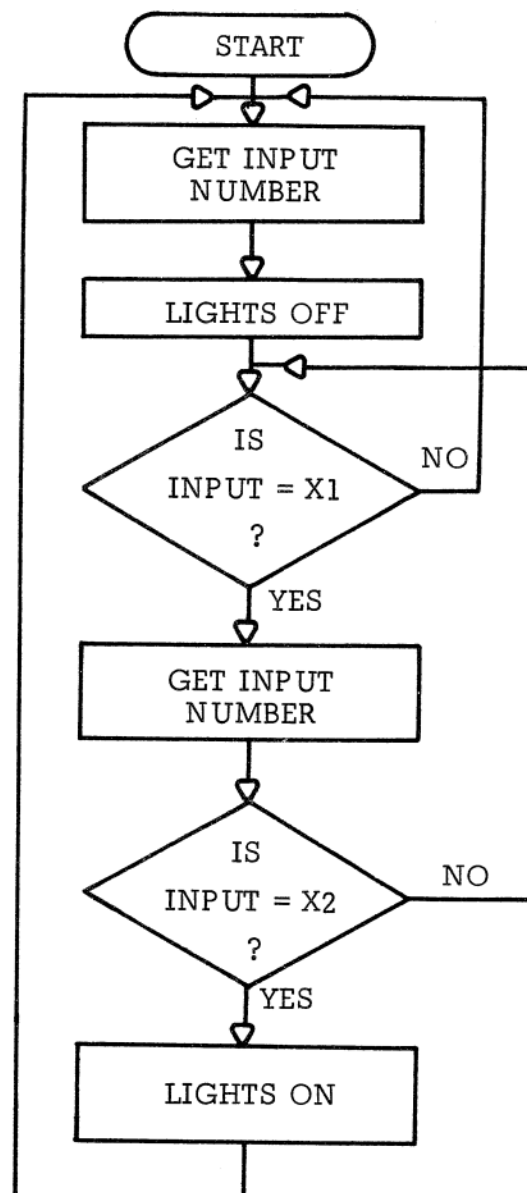 START
GET INPUT
NUMBER
LIGHTS OFF
IS
INPUT = X1
?
NO
YES
GET INPUT
NUMBER
IS
INPUT = X2
?
NO
YES
LIGHTS ON